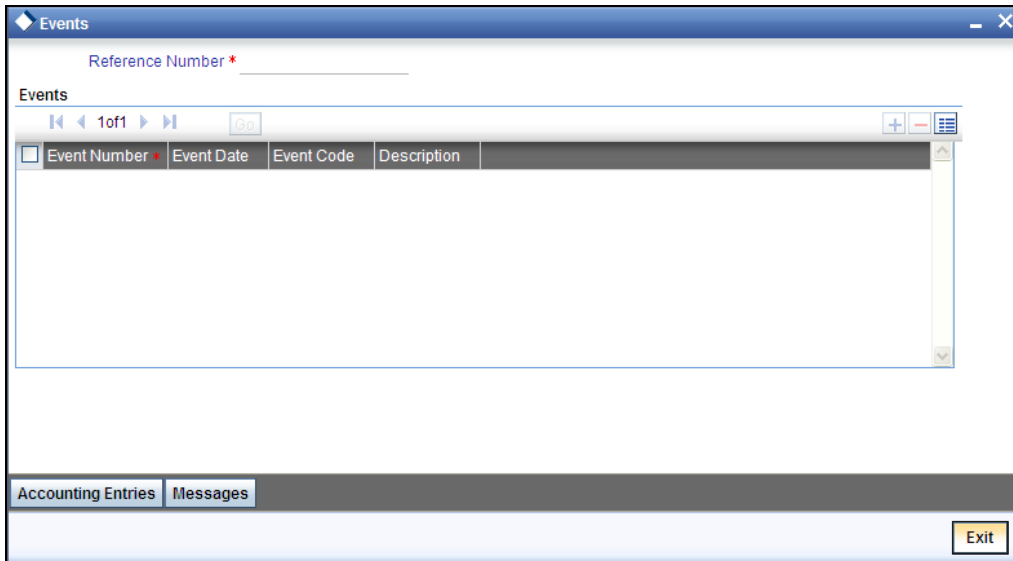 Events
Reference Number *
Events
1of1 Go
Event Number * Event Date Event Code Description
Accounting Entries Messages
Exit